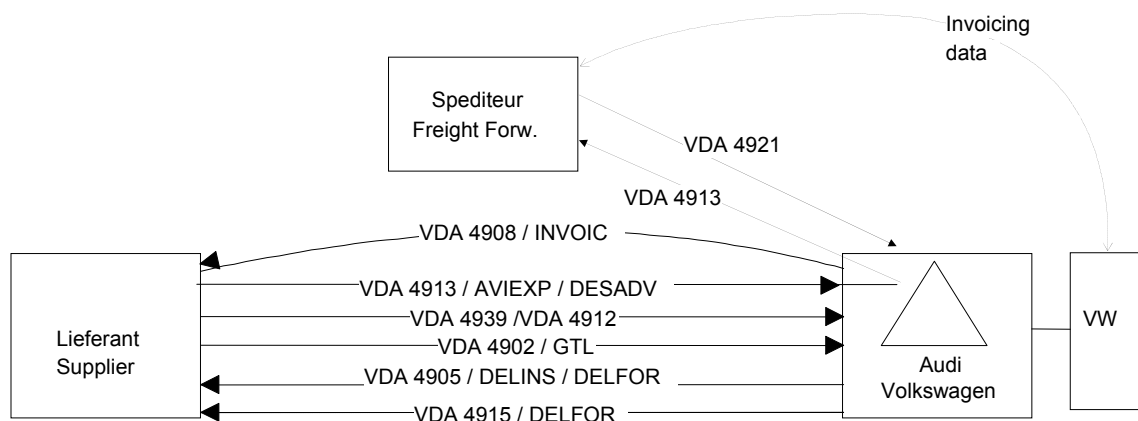 Invoicing
data
Spediteur
Freight Forw.
VDA 4921
VDA 4913
VDA 4908 / INVOIC
VDA 4913 / AVIEXP / DESADV
VDA 4939 /VDA 4912
VDA 4902 / GTL
VDA 4905 / DELINS / DELFOR
VDA 4915 / DELFOR
Lieferant
Supplier
Audi
Volkswagen
VW